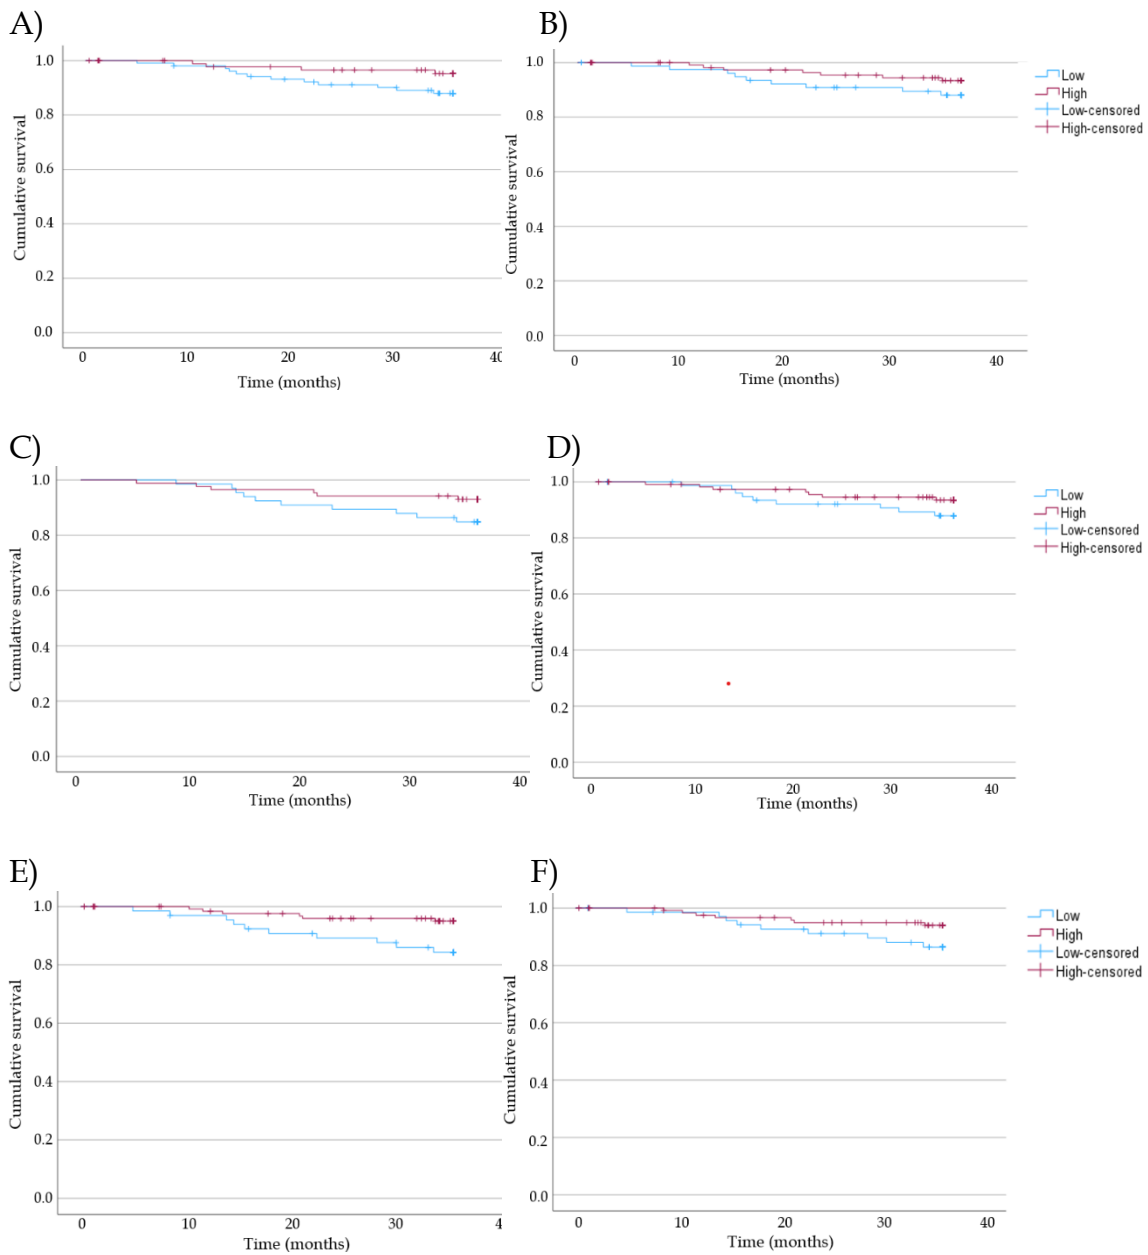 A)
Cumulative survival
1.0
0.8
0.6
0.4
0.2
0.0
0 10 20 30 40
Time (months)
B)
Cumulative survival
1.0
0.8
0.6
0.4
0.2
0.0
0 10 20 30 40
Time (months)
Low
High
Low-censored
High-censored
C)
Cumulative survival
1.0
0.8
0.6
0.4
0.2
0.0
0 10 20 30 40
Time (months)
D)
Cumulative survival
1.0
0.8
0.6
0.4
0.2
0.0
0 10 20 30 40
Time (months)
Low
High
Low-censored
High-censored
E)
Cumulative survival
1.0
0.8
0.6
0.4
0.2
0.0
0 10 20 30 4
Time (months)
F)
Cumulative survival
1.0
0.8
0.6
0.4
0.2
0.0
0 10 20 30 40
Time (months)
Low
High
Low-censored
High-censored